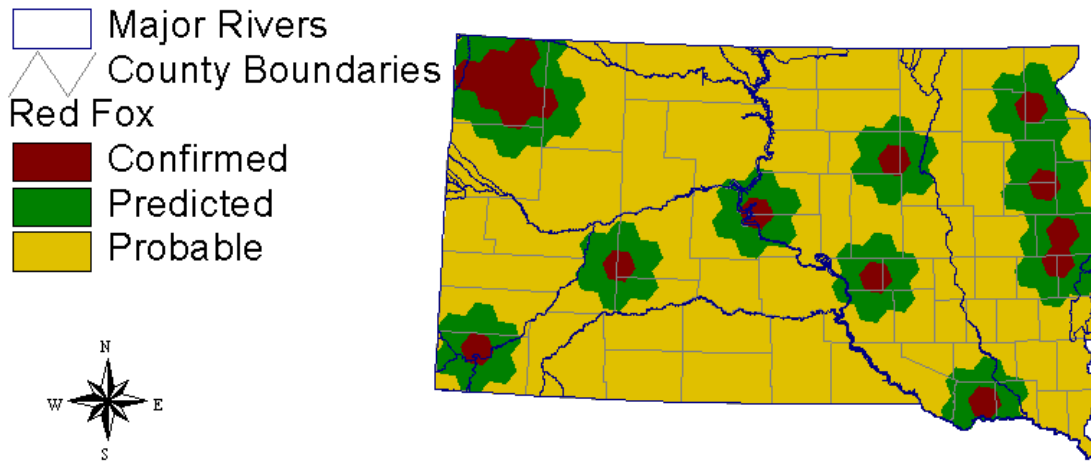 Major Rivers
County Boundaries
Red Fox
Confirmed
Predicted
Probable
N
W E
S